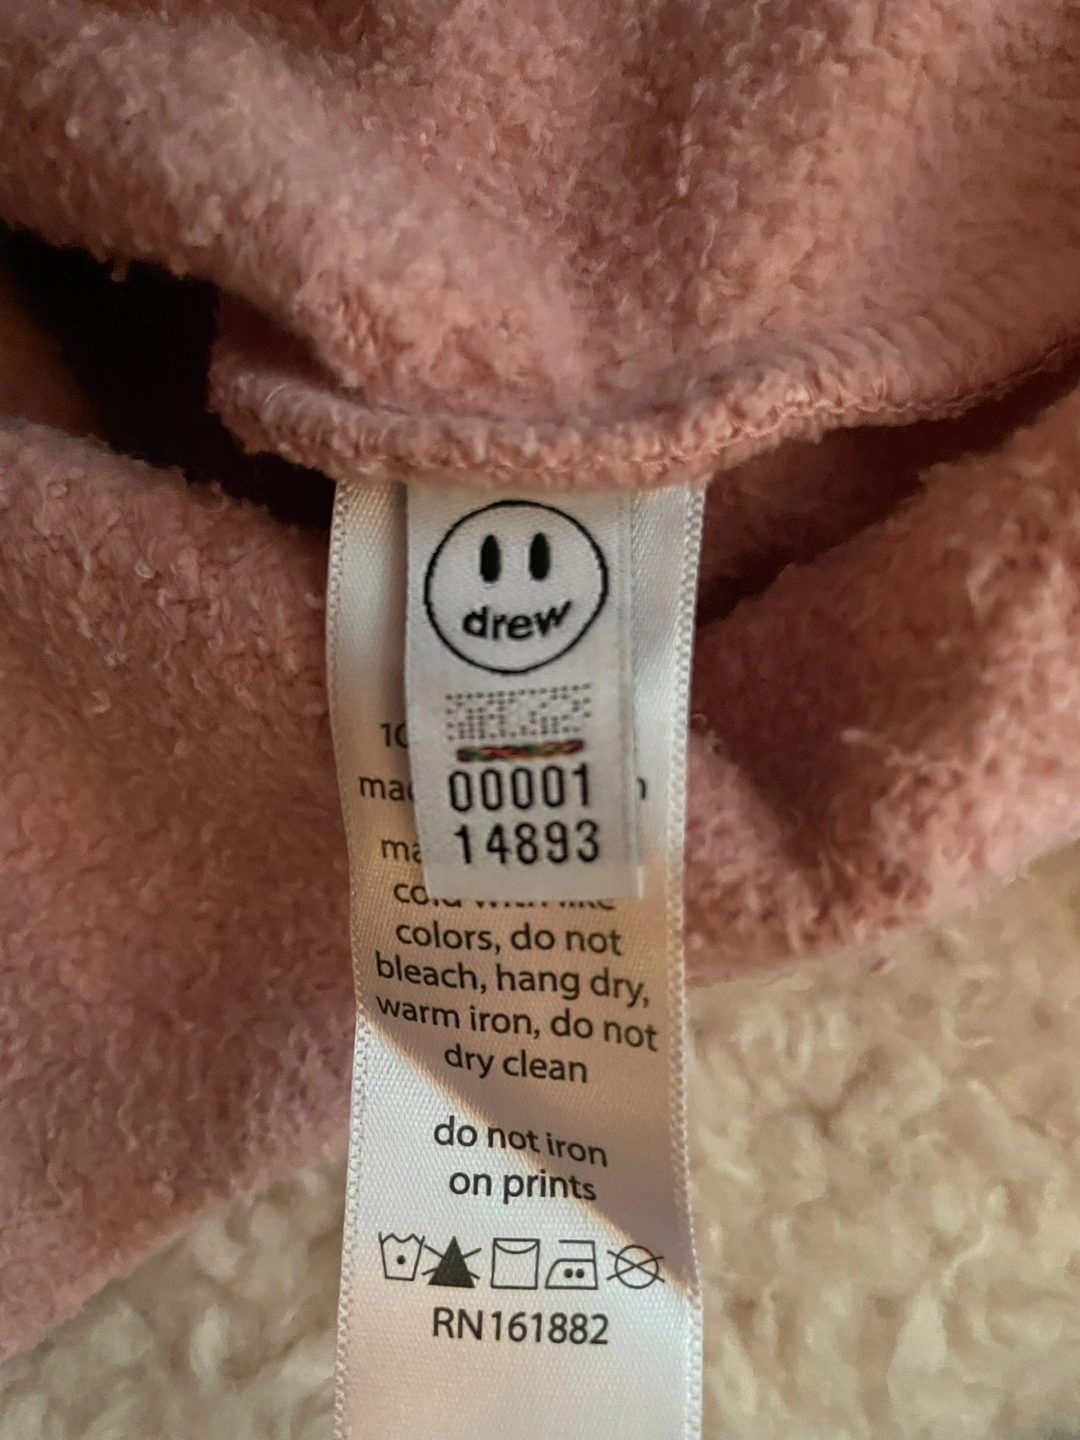 drew
00001
14893
colors, do not
bleach, hang dry,
warm iron, do not
dry clean
do not iron
on prints
RN161882